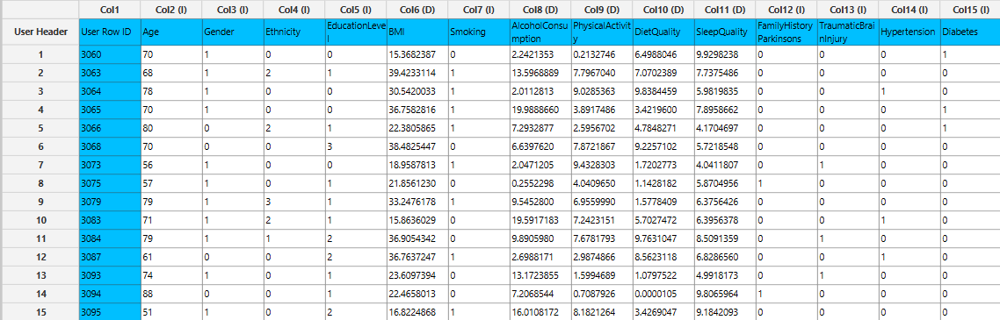 Col1 Col2 (I) Col3 (I) Col4 (I) Col5 (I) Col6 (D) Col7 (I) Col8 (D) Col9 (D) Col10 (D) Col11 (D) Col12 (I) Col13 (I) Col14 (I) Col15 (I)
User Header User Row ID Age Gender Ethnicity EducationLevel BMI Smoking AlcoholConsumption PhysicalActivity DietQuality SleepQuality FamilyHistoryParkinsons TraumaticBrainInjury Hypertension Diabetes
1 3060 70 1 0 0 15.3682387 0 2.2421353 0.2132746 6.4988046 9.9298238 0 0 0 1
2 3063 68 1 2 1 39.4233114 1 13.5968889 7.7967040 7.0702389 7.7375486 0 0 0 0
3 3064 78 1 0 0 30.5420033 1 2.0112813 9.0285363 9.8384459 5.9819835 0 0 1 0
4 3065 70 1 0 0 36.7582816 1 19.9888660 3.8917486 3.4219600 7.8958662 0 0 0 1
5 3066 80 0 2 1 22.3805865 1 7.2932877 2.5956702 4.7848271 4.1704697 0 0 0 1
6 3068 70 0 0 3 38.4825447 0 6.6397620 7.8721867 9.2257102 5.7218548 0 0 0 0
7 3073 56 1 0 0 18.9587813 1 2.0471205 9.4328303 1.7202773 4.0411807 0 1 0 0
8 3075 57 1 0 1 21.8561230 0 0.2552298 4.0409650 1.1428182 5.8704956 1 0 0 0
9 3079 79 1 3 1 33.2476178 1 9.5452800 6.9559990 1.5778409 6.3756426 0 0 0 0
10 3083 71 1 2 1 15.8636029 0 19.5917183 7.2423151 5.7027472 6.3956378 0 0 1 0
11 3084 79 1 1 2 36.9054342 0 9.8905980 7.6781793 9.7631047 8.5091359 0 1 0 0
12 3087 61 0 0 2 36.7637247 1 2.6988171 2.9874866 8.5623118 6.8286560 0 0 1 0
13 3093 74 1 0 1 23.6097394 0 13.1723855 1.5994689 1.0797522 4.9918173 0 1 0 0
14 3094 88 0 0 1 22.4658013 0 7.2068544 0.7087926 0.0000105 9.8065964 1 0 0 0
15 3095 51 1 0 2 16.8224868 1 16.0108172 8.1821264 3.4269047 9.1842093 0 0 0 0